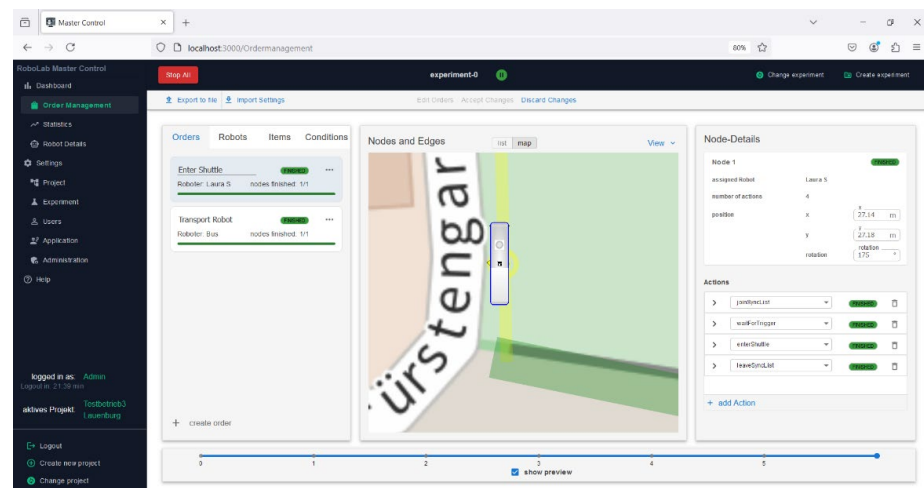 Master Control
localhost:3000/Ordermanagement
80%
RoboLab Master Control
Dashboard
Order Management
Statistics
Robot Details
Settings
Project
Experiment
Users
Application
Administration
Help
logged in as: Admin
Logout in: 21:39 min
aktives Projekt: Testbetrieb3
Lauenburg
Logout
Create new project
Change project
Stop All
experiment-0
Change experiment
Create experiment
Export to file
Import Settings
Edit Orders
Accept Changes
Discard Changes
Orders
Robots
Items
Conditions
Enter Shuttle
FINISHED
Roboter: Laura S
nodes finished: 1/1
Transport Robot
FINISHED
Roboter: Bus
nodes finished: 1/1
+ create order
Nodes and Edges
list
map
View
ürstengar
Node-Details
Node 1
FINISHED
assigned Robot
Laura S
number of actions
4
position
x
x
27.14 m
y
y
27.18 m
rotation
rotation
175 °
Actions
joinSyncList
FINISHED
waitForTrigger
FINISHED
enterShuttle
FINISHED
leaveSyncList
FINISHED
+ add Action
0 1 2 3 4 5
show preview